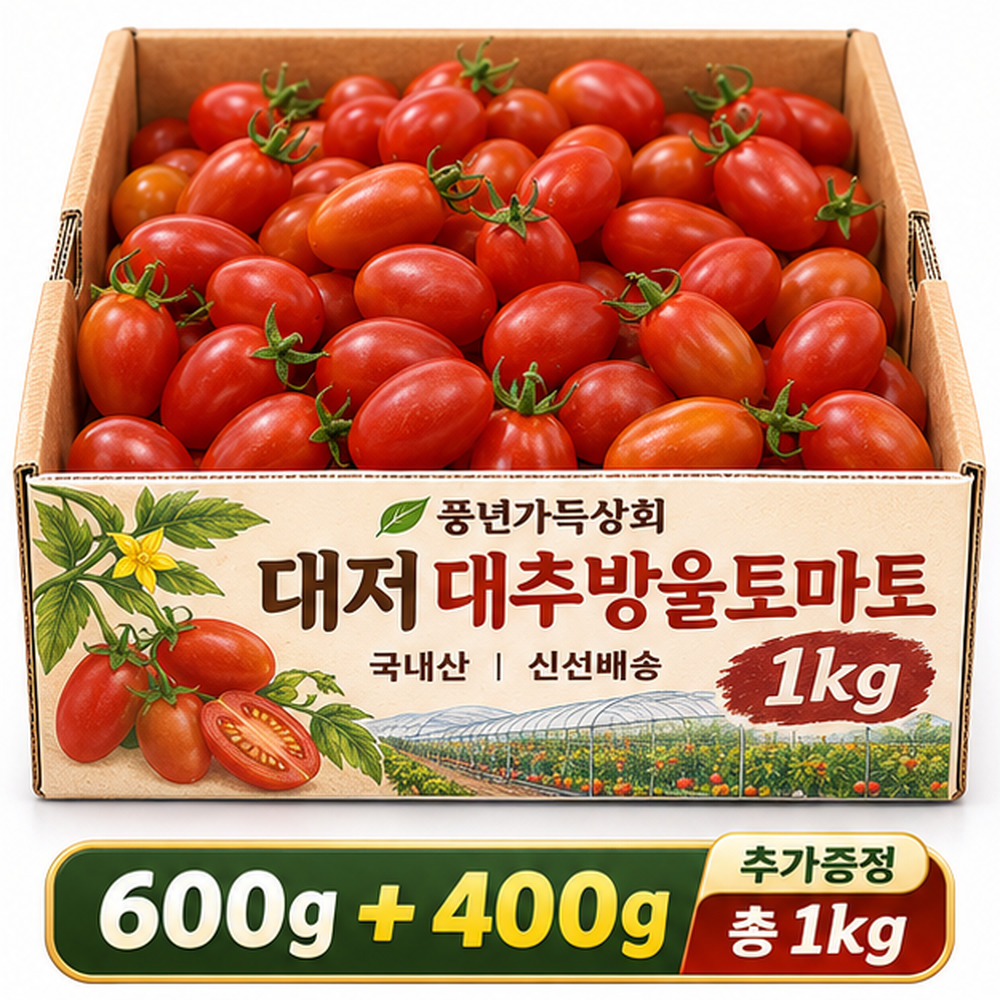 풍년가득상회
대저 대추방울토마토
국내산 | 신선배송
1kg
600g + 400g
추가증정
총 1kg